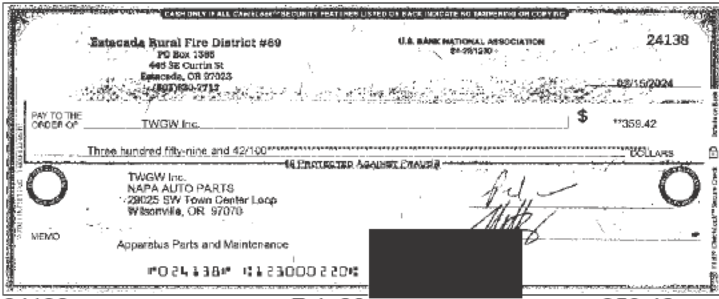 CASH ONLY IF ALL CheckLock™ SECURITY FEATURES LISTED ON BACK INDICATE NO TAMPERING OR COPYING
Estacada Rural Fire District #69
PO Box 1385
445 SE Currin St
Estacada, OR 97023
U.S. BANK NATIONAL ASSOCIATION
24138
02/15/2024
PAY TO THE
ORDER OF
TWGW Inc.
$
**359.42
Three hundred fifty-nine and 42/100
DOLLARS
PROTECTED AGAINST FRAUD
TWGW Inc.
NAPA AUTO PARTS
29025 SW Town Center Loop
Wilsonville, OR 97070
MEMO
Apparatus Parts and Maintenance
⑈024138⑈ ⑆123000220⑆